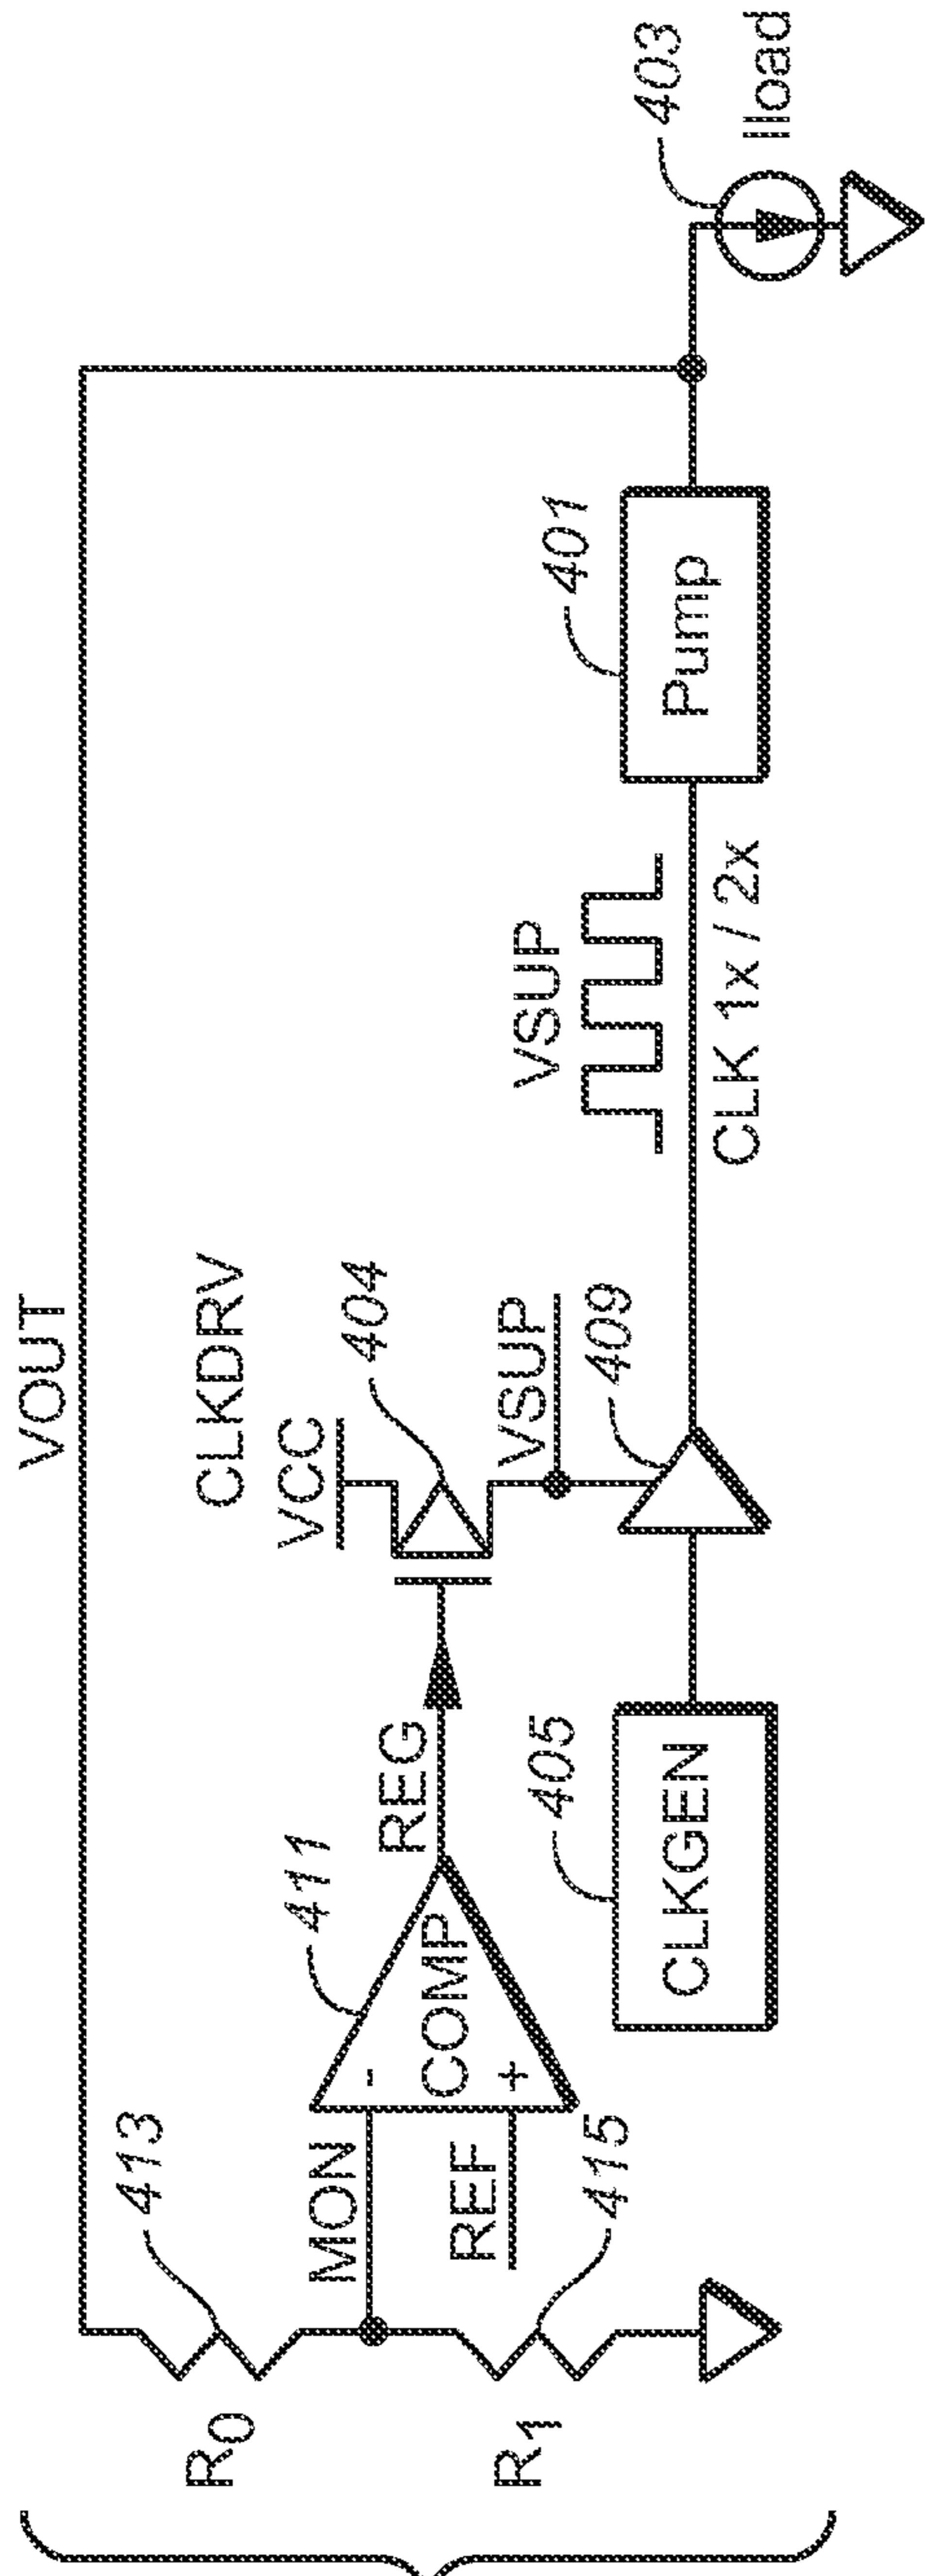 VOUT
R0
413
R1
415
MON
REF
-
+
COMP
411
REG
CLKDRV
VCC
404
VSUP
409
CLKGEN
405
VSUP
CLK 1x / 2x
Pump
401
403
Iload